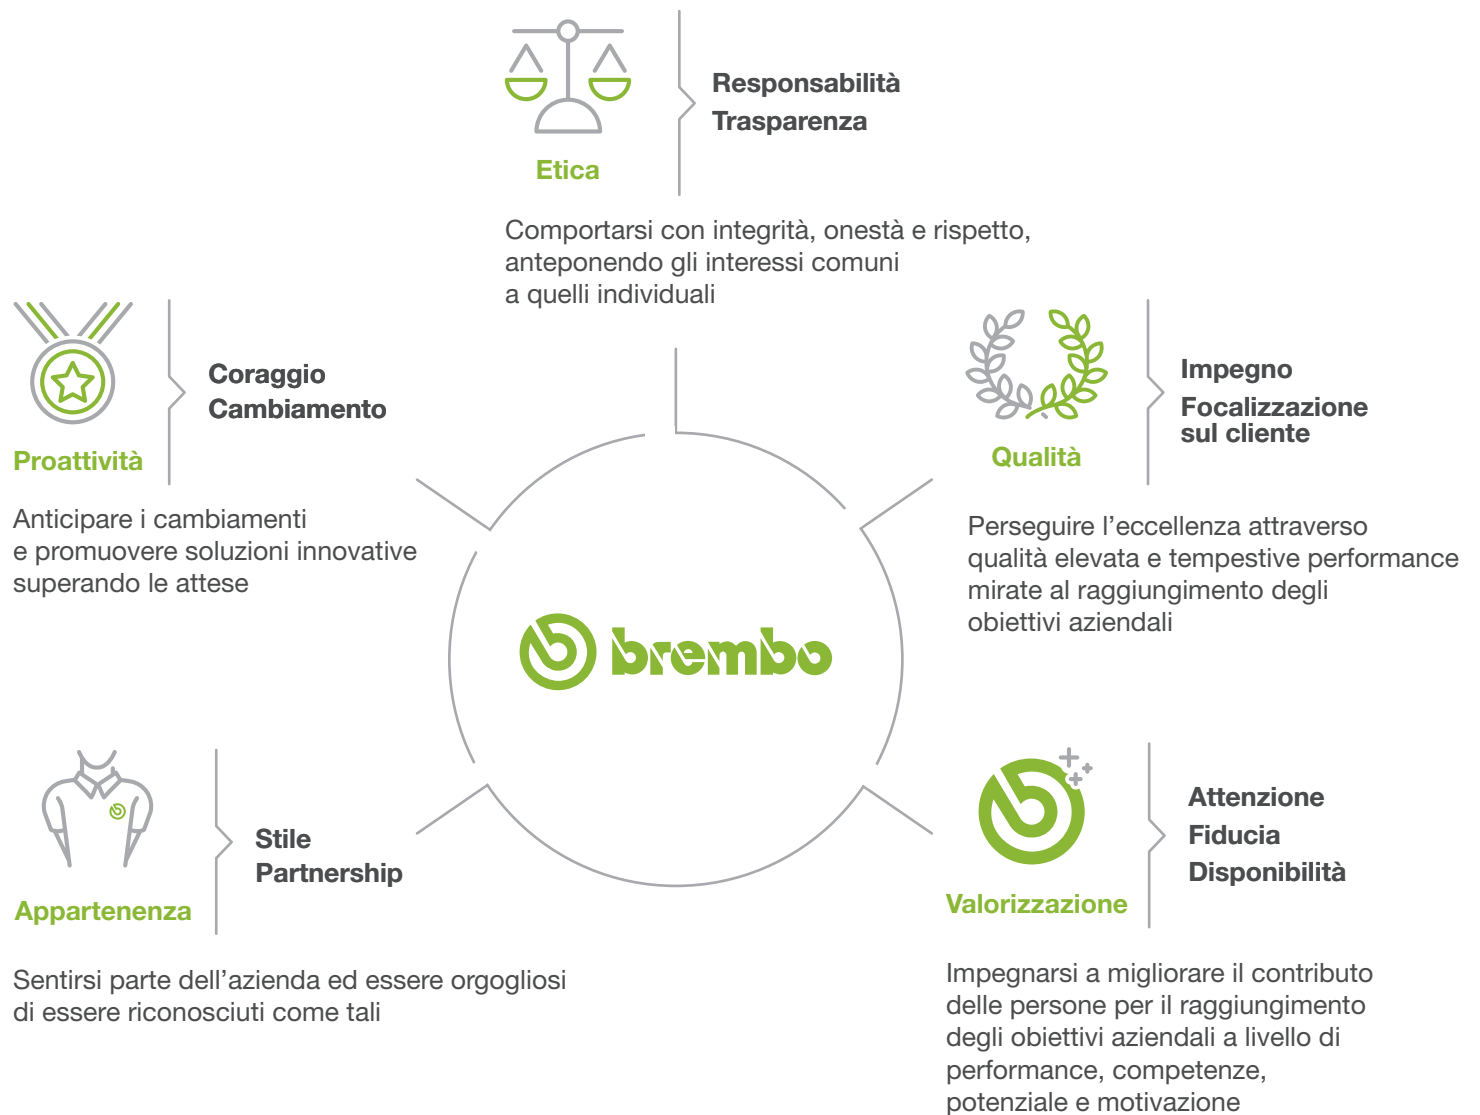 Responsabilità
Trasparenza
Etica
Comportarsi con integrità, onestà e rispetto,
anteponendo gli interessi comuni
a quelli individuali
Coraggio
Cambiamento
Proattività
Anticipare i cambiamenti
e promuovere soluzioni innovative
superando le attese
Impegno
Focalizzazione
sul cliente
Qualità
Perseguire l’eccellenza attraverso
qualità elevata e tempestive performance
mirate al raggiungimento degli
obiettivi aziendali
brembo
Stile
Partnership
Appartenenza
Sentirsi parte dell’azienda ed essere orgogliosi
di essere riconosciuti come tali
Attenzione
Fiducia
Disponibilità
Valorizzazione
Impegnarsi a migliorare il contributo
delle persone per il raggiungimento
degli obiettivi aziendali a livello di
performance, competenze,
potenziale e motivazione